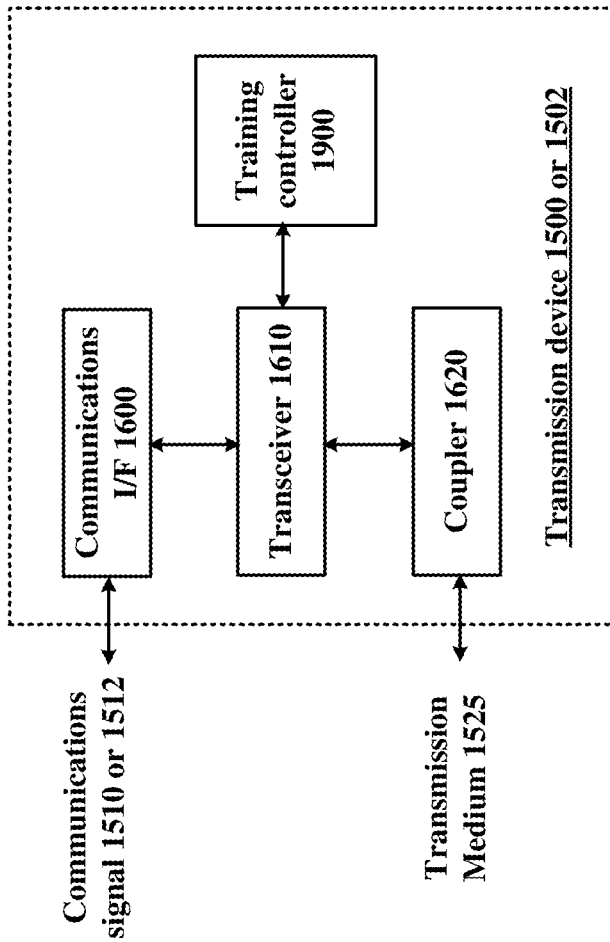 Communications
signal 1510 or 1512
Transmission
Medium 1525
Communications
I/F 1600
Transceiver 1610
Coupler 1620
Training
controller
1900
Transmission device 1500 or 1502